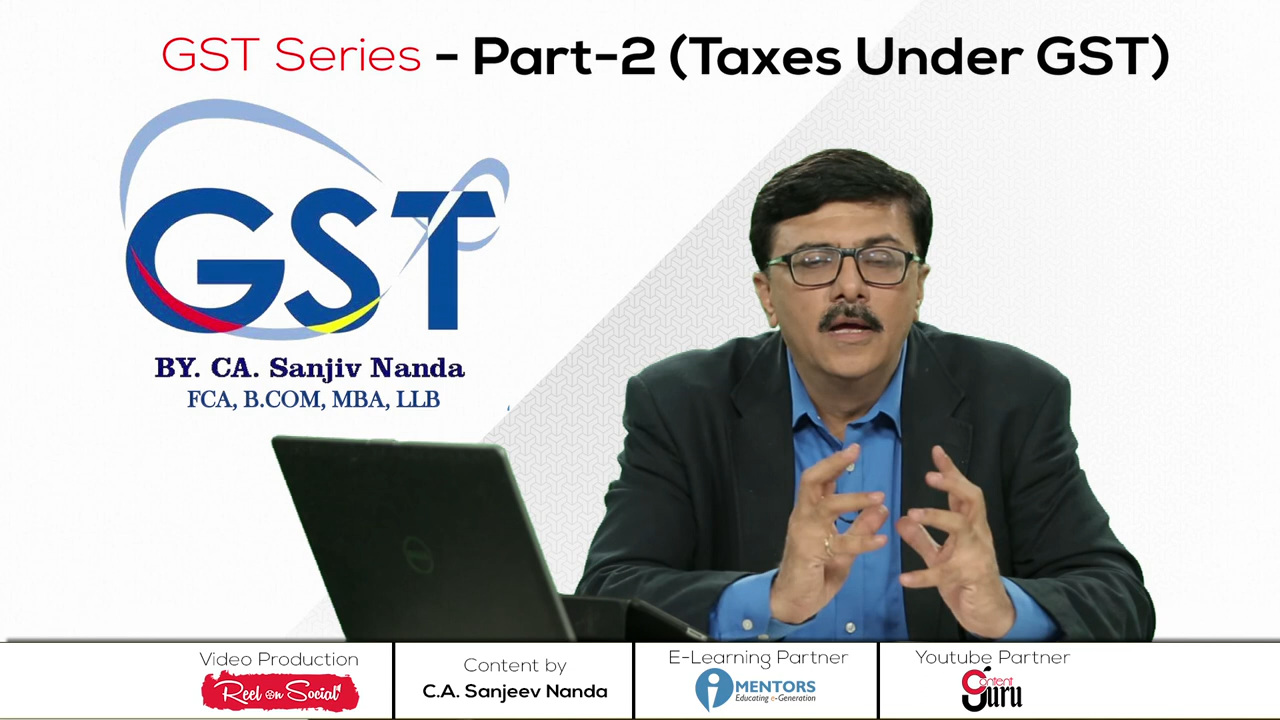 GST Series - Part-2 (Taxes Under GST)
GST
BY. CA. Sanjiv Nanda
FCA, B.COM, MBA, LLB
Video Production
Reel on Social
Content by
C.A. Sanjeev Nanda
E-Learning Partner
iMENTORS
Educating e-Generation
Youtube Partner
Content
Guru